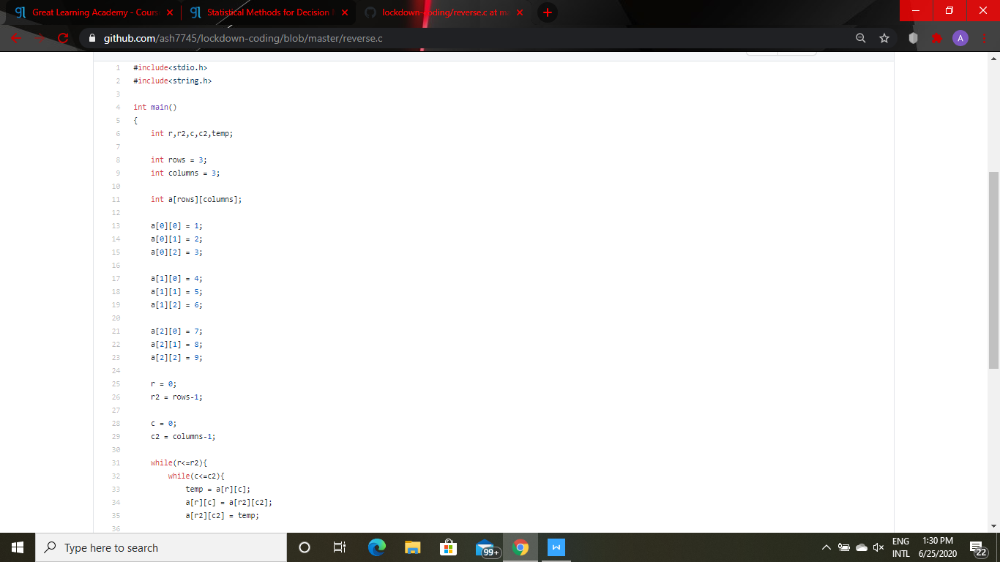 Great Learning Academy - Cours
Statistical Methods for Decision
lockdown-coding/reverse.c at ma
github.com/ash7745/lockdown-coding/blob/master/reverse.c
A
1 #include<stdio.h>
2 #include<string.h>
3
4 int main()
5 {
6 int r,r2,c,c2,temp;
7
8 int rows = 3;
9 int columns = 3;
10
11 int a[rows][columns];
12
13 a[0][0] = 1;
14 a[0][1] = 2;
15 a[0][2] = 3;
16
17 a[1][0] = 4;
18 a[1][1] = 5;
19 a[1][2] = 6;
20
21 a[2][0] = 7;
22 a[2][1] = 8;
23 a[2][2] = 9;
24
25 r = 0;
26 r2 = rows-1;
27
28 c = 0;
29 c2 = columns-1;
30
31 while(r<=r2){
32 while(c<=c2){
33 temp = a[r][c];
34 a[r][c] = a[r2][c2];
35 a[r2][c2] = temp;
36
Type here to search
99+
ENG
INTL
1:30 PM
6/25/2020
22